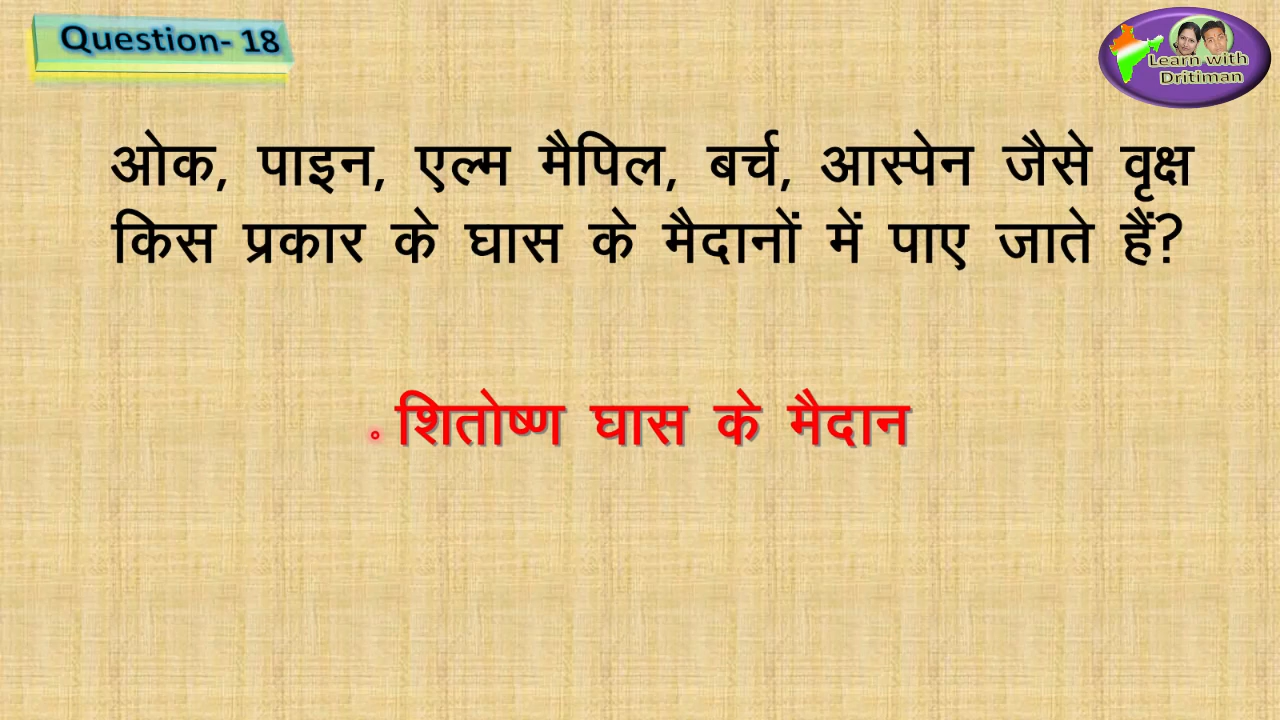 Question- 18
Learn with
Dritiman
ओक, पाइन, एल्म मैपिल, बर्च, आस्पेन जैसे वृक्ष
किस प्रकार के घास के मैदानों में पाए जाते हैं?
शितोष्ण घास के मैदान